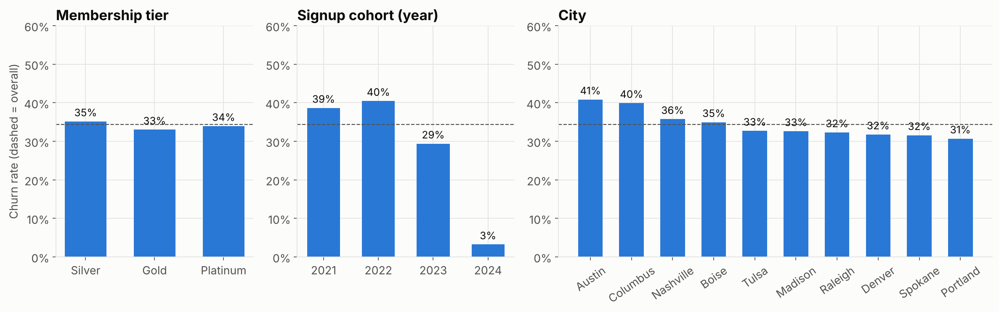 Membership tier
Churn rate (dashed = overall)
60%
50%
40%
30%
20%
10%
0%
35%
33%
34%
Silver
Gold
Platinum
Signup cohort (year)
60%
50%
40%
30%
20%
10%
0%
39%
40%
29%
3%
2021
2022
2023
2024
City
60%
50%
40%
30%
20%
10%
0%
41%
40%
36%
35%
33%
33%
32%
32%
32%
31%
Austin
Columbus
Nashville
Boise
Tulsa
Madison
Raleigh
Denver
Spokane
Portland